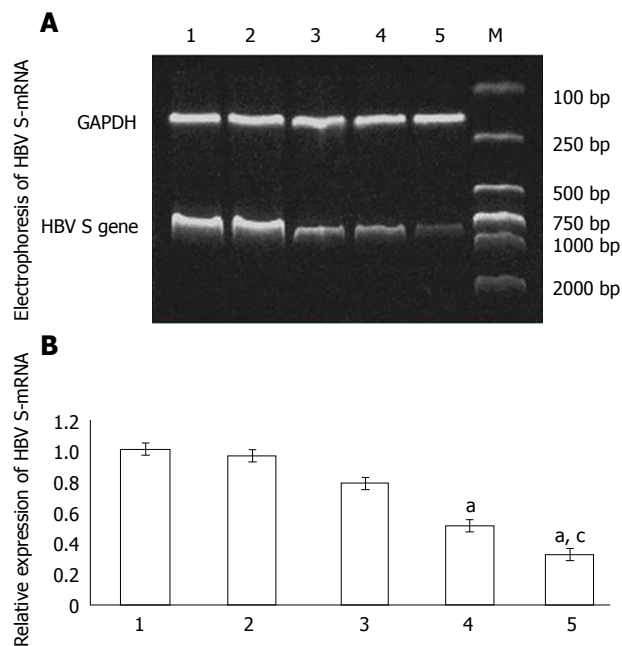 A
1 2 3 4 5 M
Electrophoresis of HBV S-mRNA
GAPDH
HBV S gene
100 bp
250 bp
500 bp
750 bp
1000 bp
2000 bp
B
Relative expression of HBV S-mRNA
1.2
1.0
0.8
0.6
0.4
0.2
0
a
a, c
1 2 3 4 5